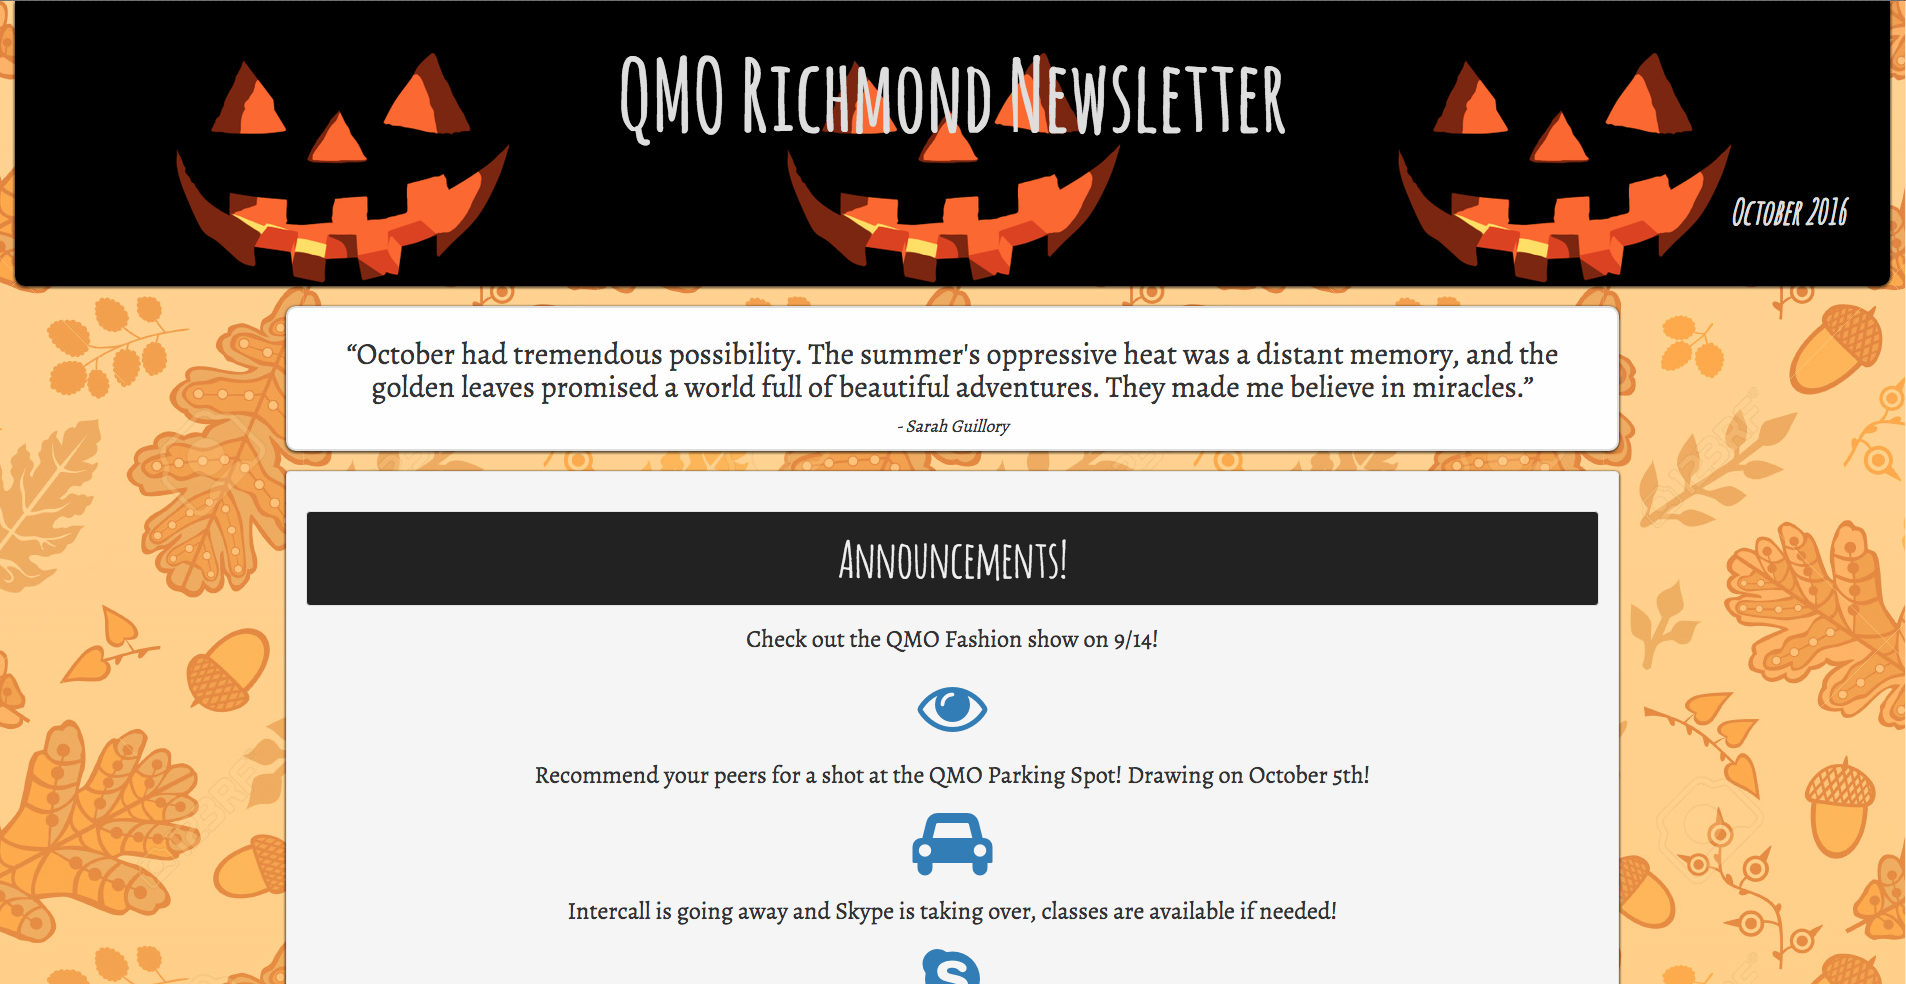 QMO Richmond Newsletter
October 2016
“October had tremendous possibility. The summer's oppressive heat was a distant memory, and the
golden leaves promised a world full of beautiful adventures. They made me believe in miracles.”
- Sarah Guillory
Announcements!
Check out the QMO Fashion show on 9/14!
Recommend your peers for a shot at the QMO Parking Spot! Drawing on October 5th!
Intercall is going away and Skype is taking over, classes are available if needed!
S